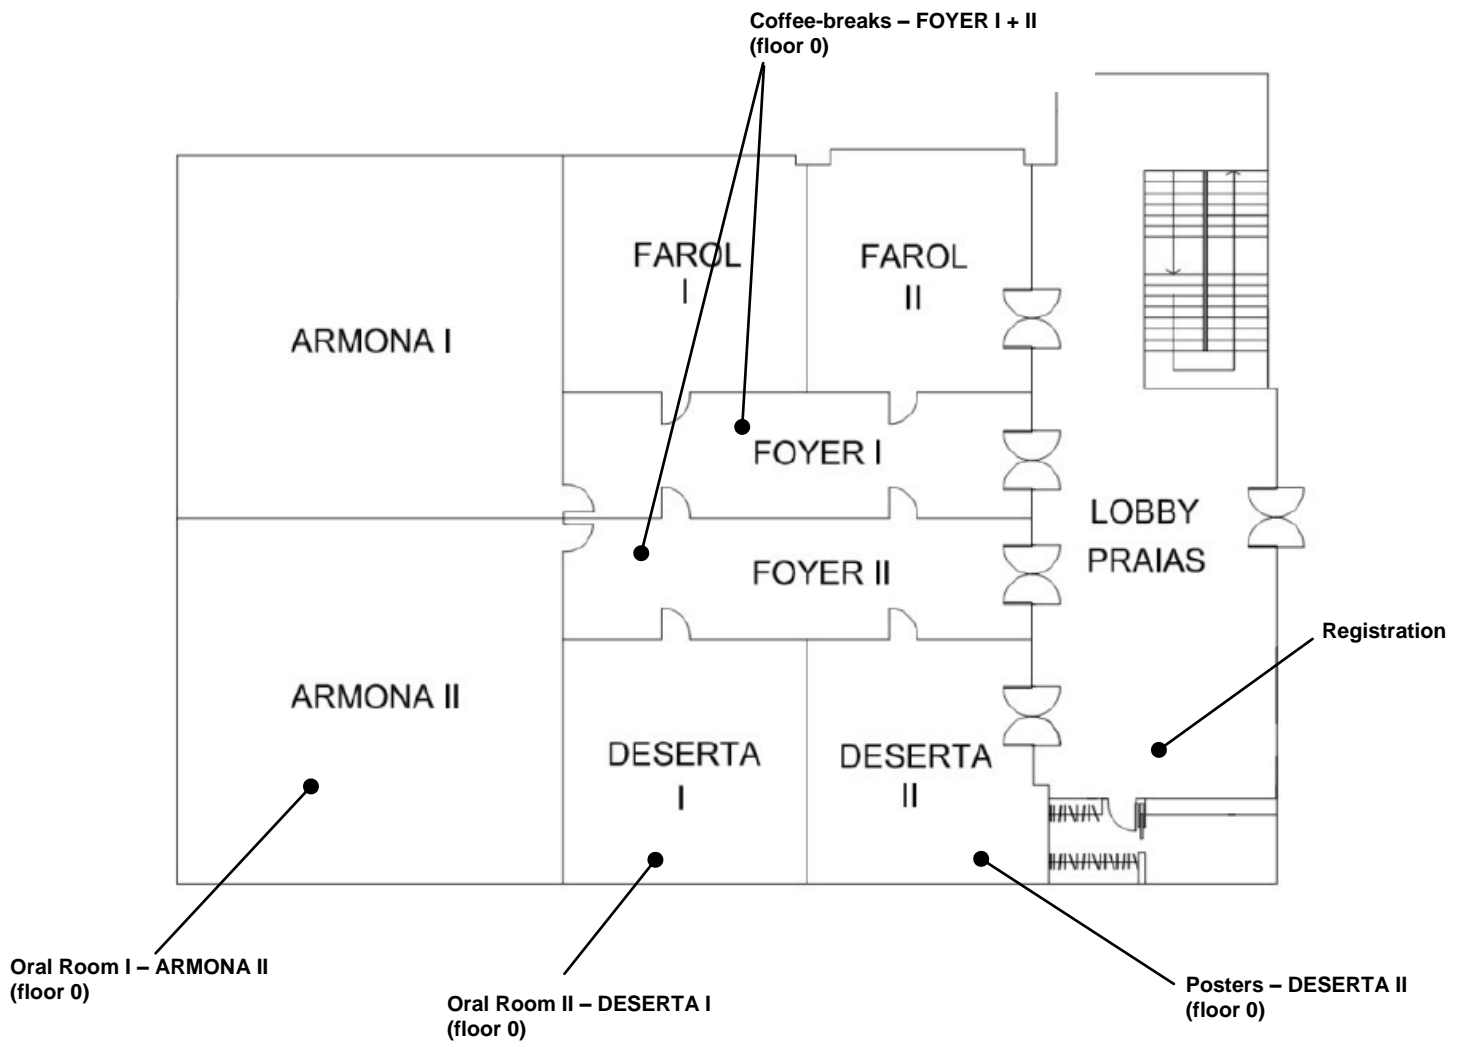 Coffee-breaks – FOYER I + II
(floor 0)
FAROL
I
FAROL
II
ARMONA I
FOYER I
LOBBY
PRAIAS
FOYER II
Registration
ARMONA II
DESERTA
I
DESERTA
II
Oral Room I – ARMONA II
(floor 0)
Oral Room II – DESERTA I
(floor 0)
Posters – DESERTA II
(floor 0)